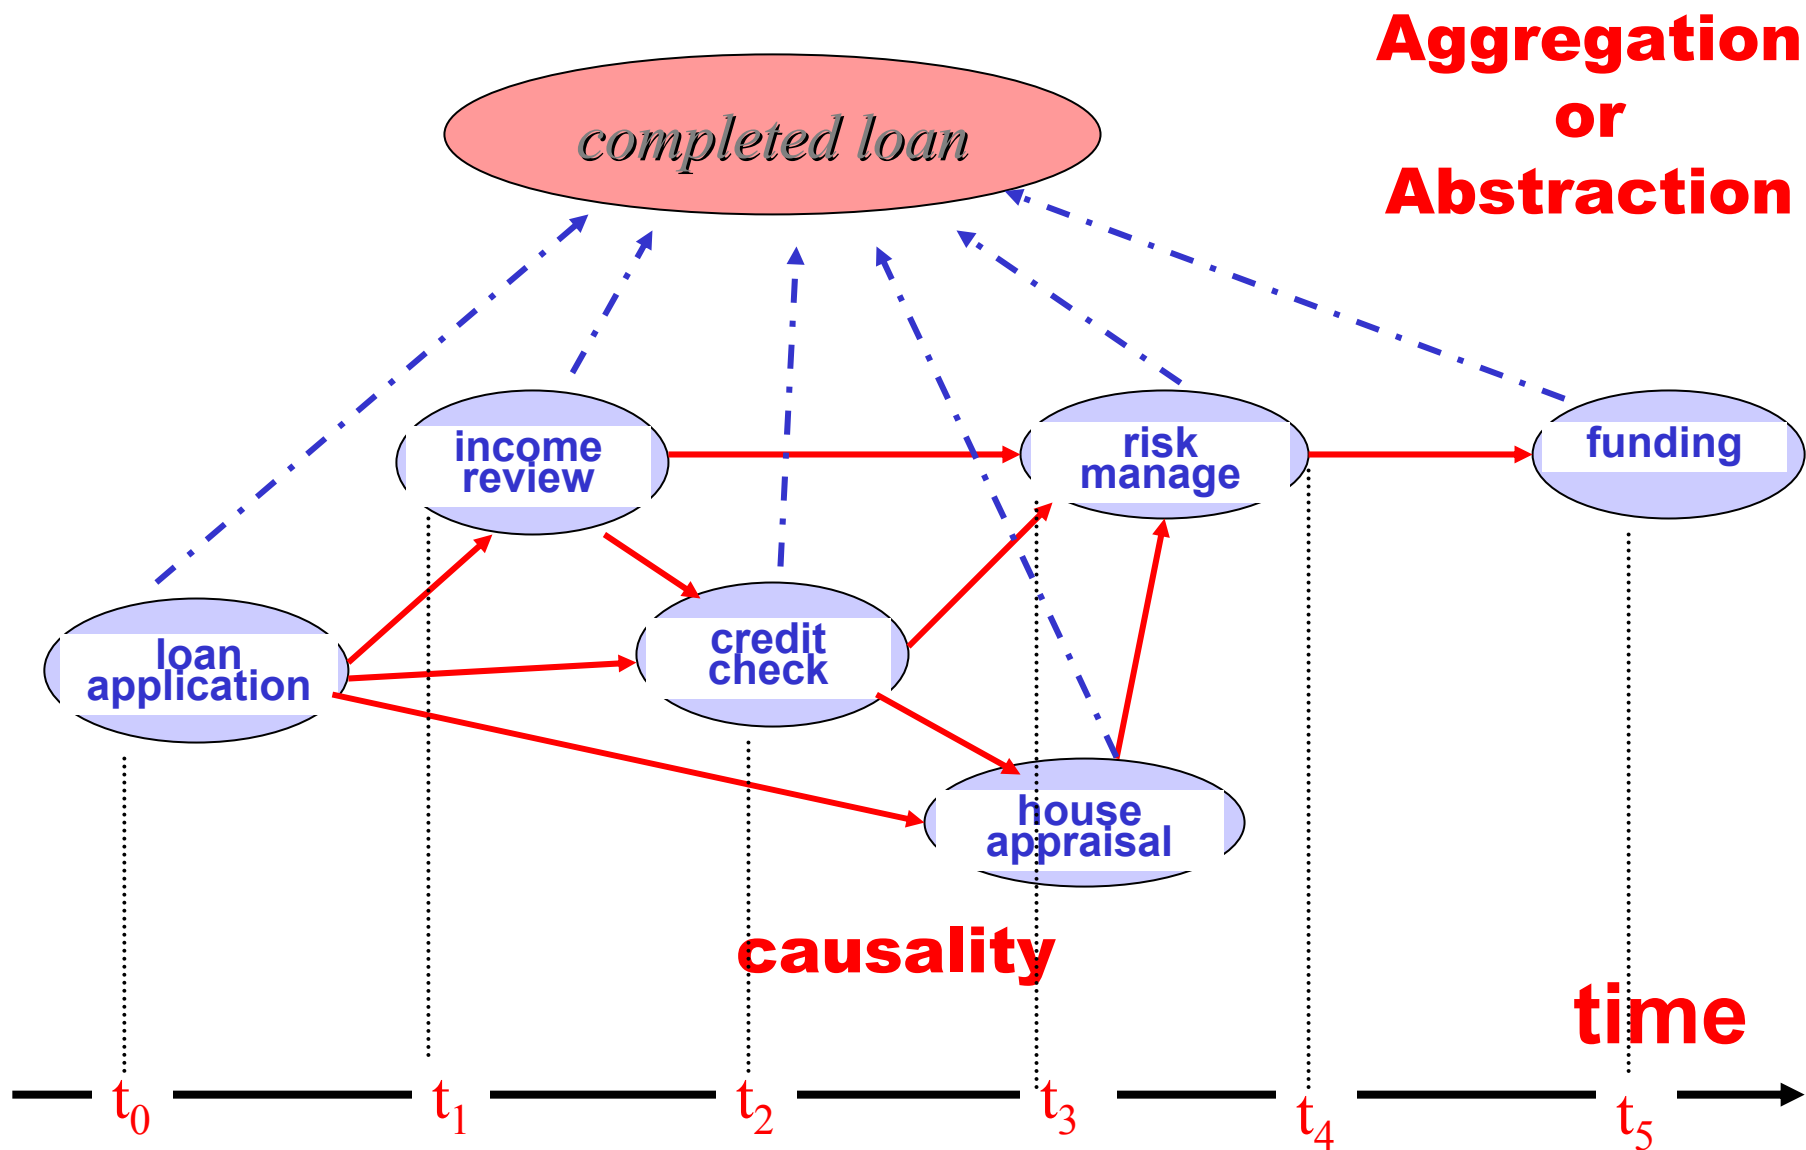 Aggregation
or
Abstraction
completed loan
income
review
risk
manage
funding
loan
application
credit
check
house
appraisal
causality
time
t0
t1
t2
t3
t4
t5